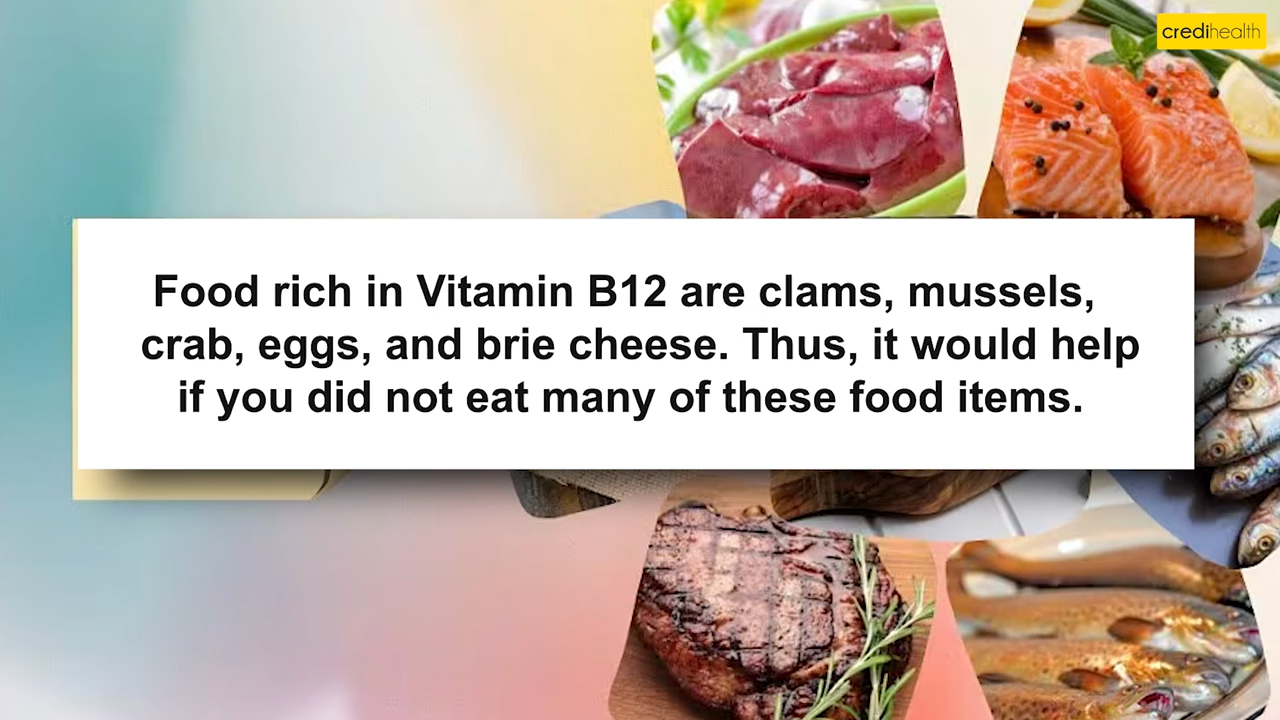 credihealth
Food rich in Vitamin B12 are clams, mussels,
crab, eggs, and brie cheese. Thus, it would help
if you did not eat many of these food items.